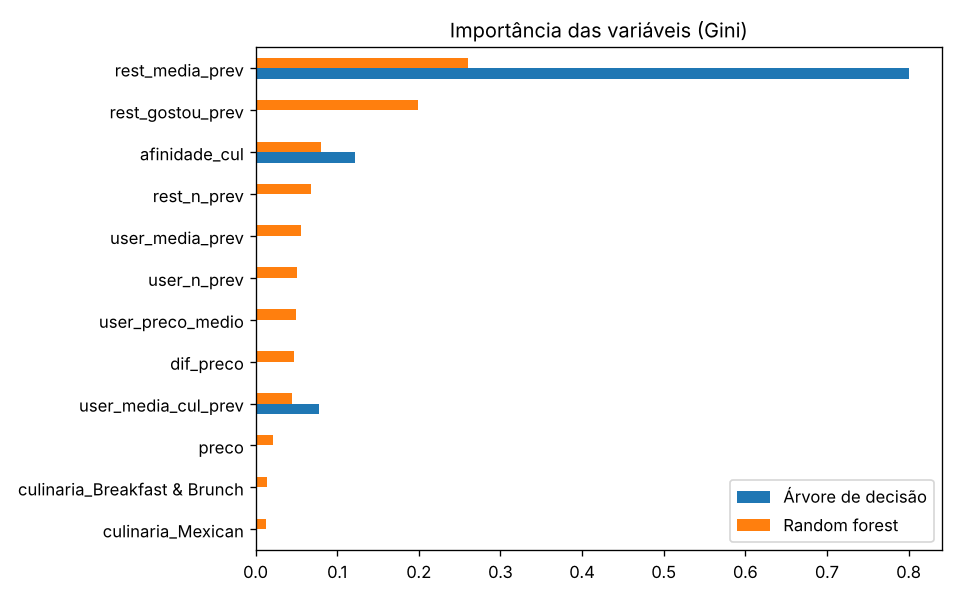 Importância das variáveis (Gini)
rest_media_prev
rest_gostou_prev
afinidade_cul
rest_n_prev
user_media_prev
user_n_prev
user_preco_medio
dif_preco
user_media_cul_prev
preco
culinaria_Breakfast & Brunch
culinaria_Mexican
Árvore de decisão
Random forest
0.0 0.1 0.2 0.3 0.4 0.5 0.6 0.7 0.8